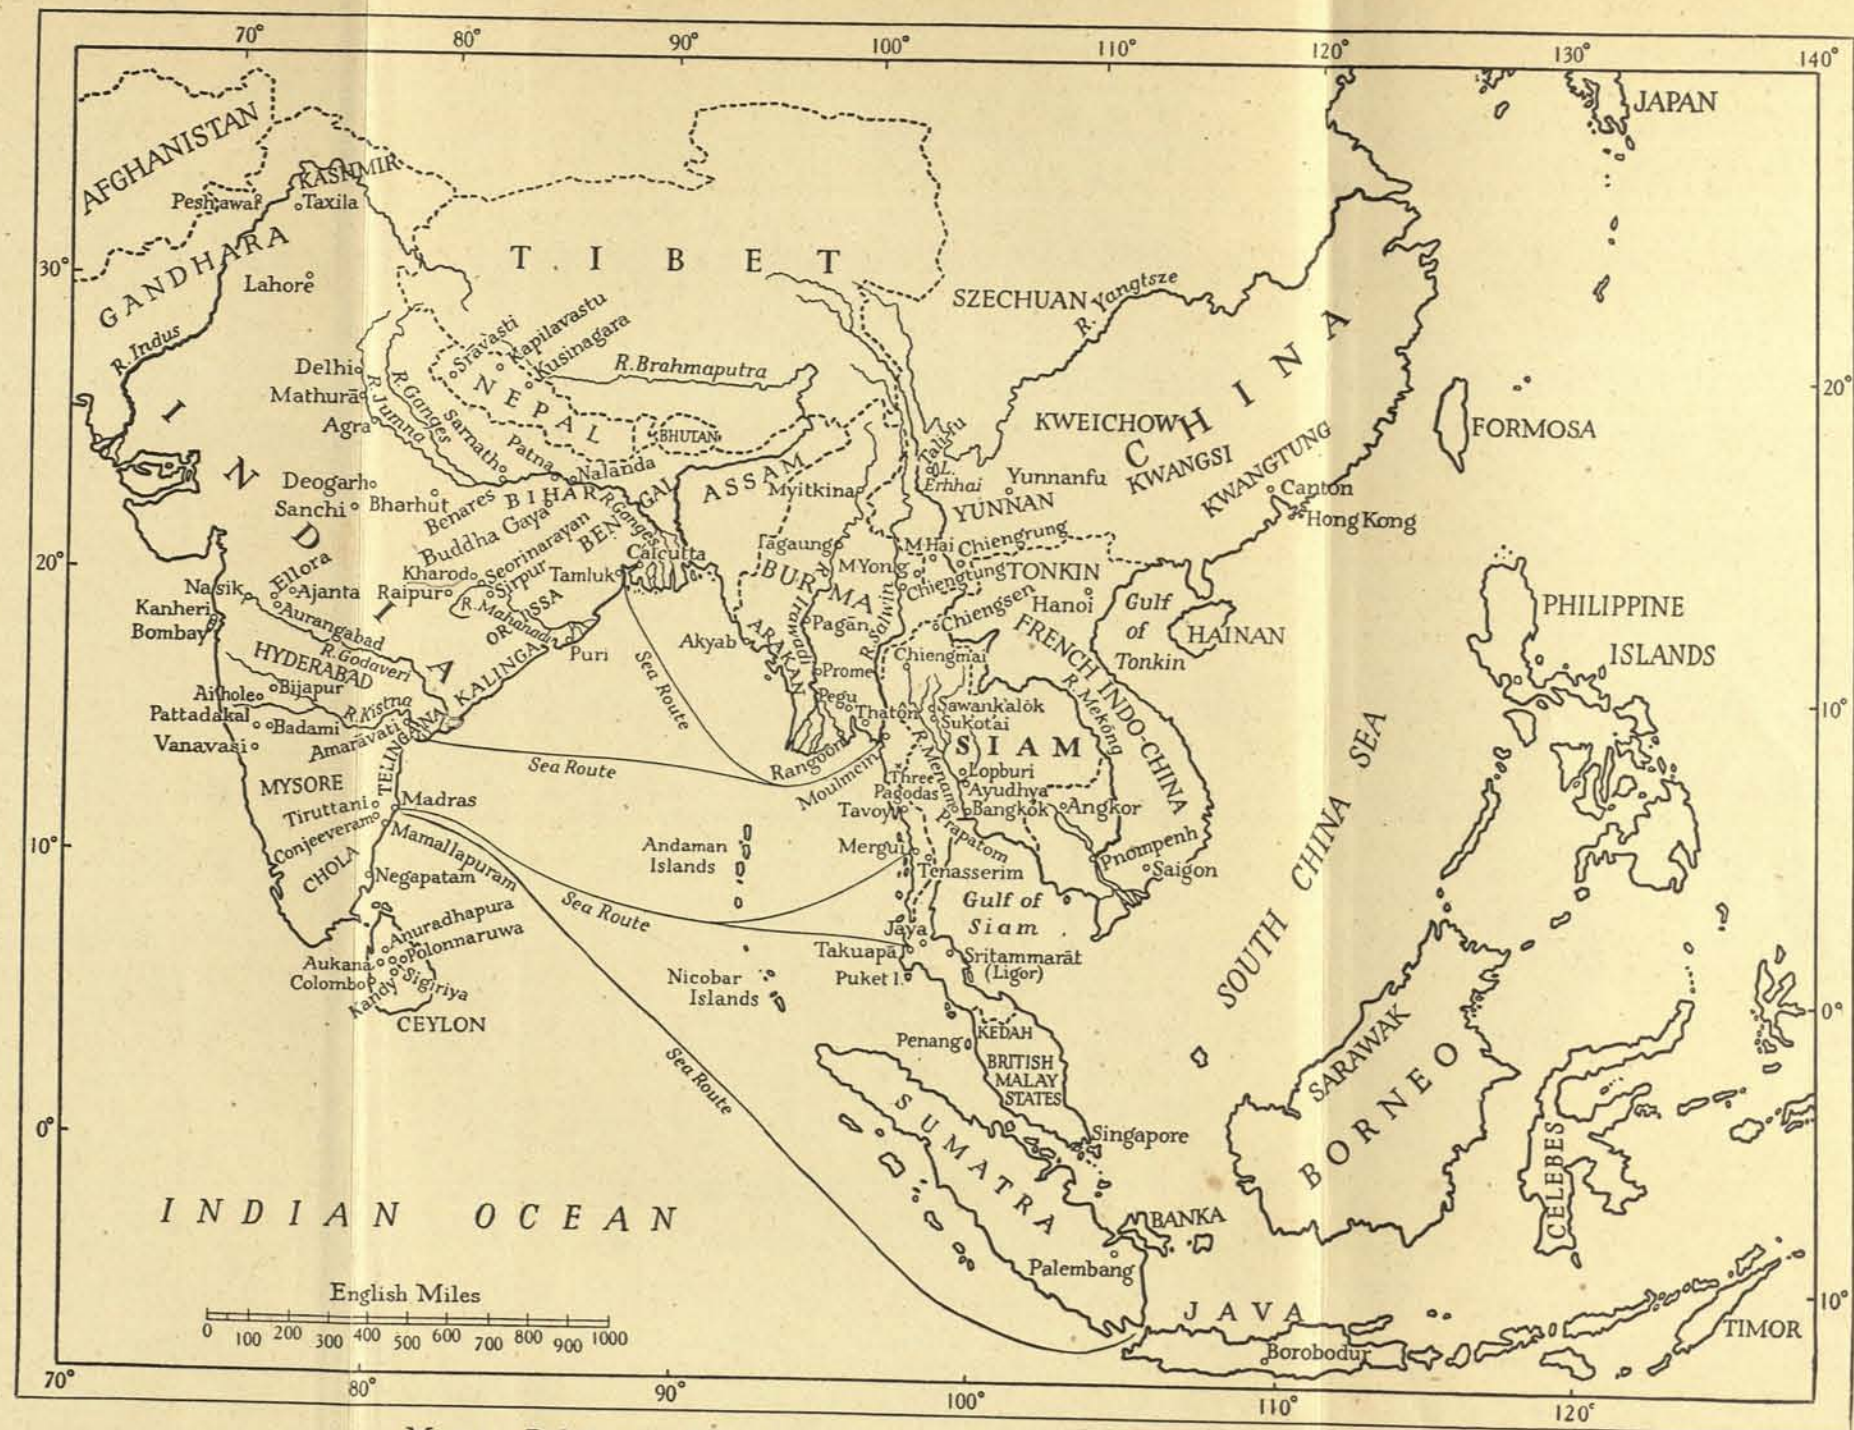 70°
80°
90°
100°
110°
120°
130°
140°
JAPAN
AFGHANISTAN
KASHMIR
Peshawar
Taxila
GANDHARA
TIBET
30°
Lahore
SZECHUAN
R. Yangtsze
R. Indus
Srāvasti
Kapilavastu
Kusinagara
CHINA
Delhi
R. Brahmaputra
20°
Mathurā
R. Jumna
R. Ganges
NEPAL
INDIA
Agra
Sarnath
Patna
BHUTAN
KWEICHOW
FORMOSA
Talifu
L. Erhhai
Nalanda
ASSAM
Myitkina
Yunnanfu
KWANGSI
KWANGTUNG
Deogarh
Sanchi
Bharhut
Benares
BIHAR
R. Ganges
BENGAL
YUNNAN
Canton
Hong Kong
Buddha Gaya
Seorinarayan
Calcutta
Tagaung
M Hai
Chiengrung
20°
Ellora
Kharod
Sirpur
Tamluk
BURMA
M Yong
Chiengtung
TONKIN
Nasik
Ajanta
Raipur
R. Mahanadi
ORISSA
R. Irawadi
Hanoi
Gulf
of
Tonkin
PHILIPPINE
ISLANDS
Kanheri
Bombay
Aurangabad
R. Godaveri
Akyab
ARAKAN
Pagān
R. Salwin
Chiengsen
HAINAN
HYDERABAD
Puri
Sea Route
Chiengmai
FRENCH INDO-CHINA
KALINGA
Prome
Aihole
Bijapur
R. Kistna
Pegu
Thatôn
Sawank'alôk
Sukotai
R. Mekong
10°
Pattadakal
Badami
Amarāvati
TELINGANA
Vanavasi
Sea Route
Rangoon
Moulmein
R. Menam
SIAM
MYSORE
Three
Pagodas
Lopburi
Ayudhya
Tiruttani
Madras
Tavoy
Bangkok
Angkor
Conjeeveram
Mamallapuram
Prapatom
10°
Andaman
Islands
Mergui
Pnompenh
CHOLA
Negapatam
Tenasserim
Saigon
SOUTH CHINA SEA
Sea Route
Gulf of
Siam
Anuradhapura
Polonnaruwa
Jaya
Takuapā
Sritammarāt
(Ligor)
Aukana
Colombo
Kandy
Sigiriya
Nicobar
Islands
Puket I.
CEYLON
0°
KEDAH
Penang
BRITISH
MALAY
STATES
SARAWAK
BORNEO
Sea Route
SUMATRA
Singapore
0°
CELEBES
INDIAN OCEAN
BANKA
Palembang
English Miles
0 100 200 300 400 500 600 700 800 900 1000
JAVA
10°
TIMOR
Borobodur
70°
80°
90°
100°
110°
120°